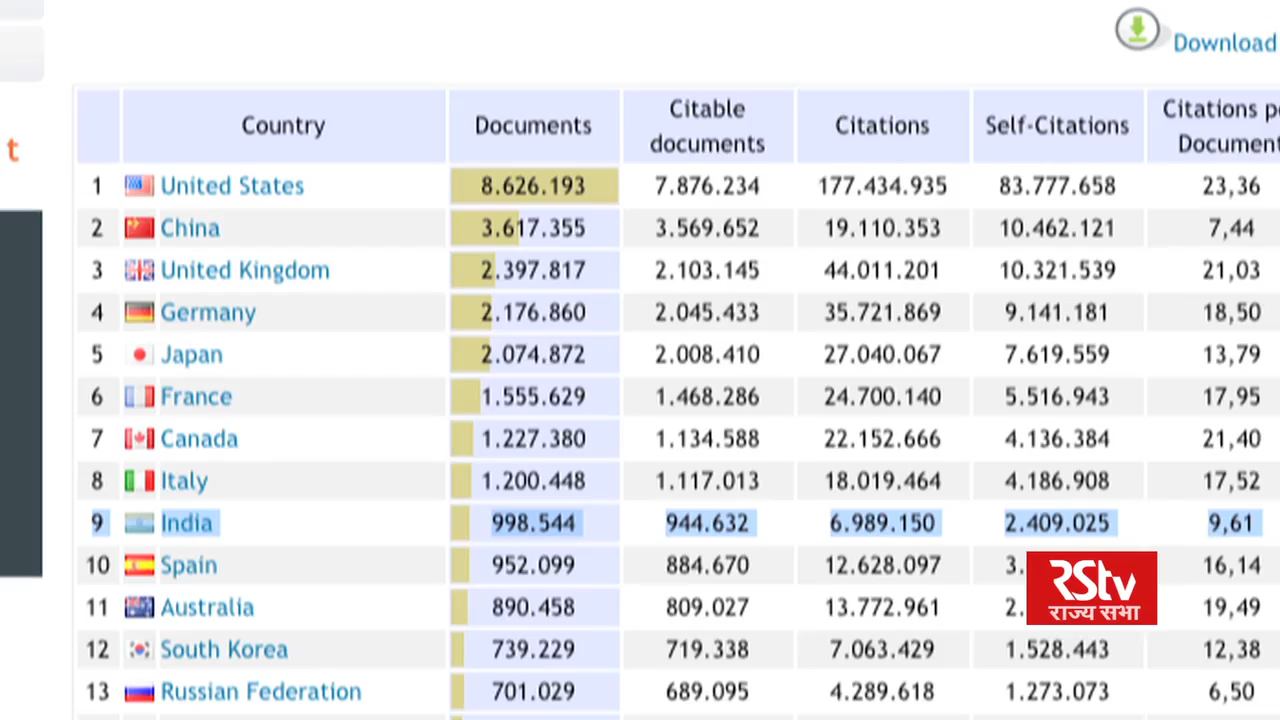 Download
t
Country Documents Citable documents Citations Self-Citations Citations Document
1 United States 8.626.193 7.876.234 177.434.935 83.777.658 23,36
2 China 3.617.355 3.569.652 19.110.353 10.462.121 7,44
3 United Kingdom 2.397.817 2.103.145 44.011.201 10.321.539 21,03
4 Germany 2.176.860 2.045.433 35.721.869 9.141.181 18,50
5 Japan 2.074.872 2.008.410 27.040.067 7.619.559 13,79
6 France 1.555.629 1.468.286 24.700.140 5.516.943 17,95
7 Canada 1.227.380 1.134.588 22.152.666 4.136.384 21,40
8 Italy 1.200.448 1.117.013 18.019.464 4.186.908 17,52
9 India 998.544 944.632 6.989.150 2.409.025 9,61
10 Spain 952.099 884.670 12.628.097 3. 16,14
11 Australia 890.458 809.027 13.772.961 2. 19,49
12 South Korea 739.229 719.338 7.063.429 1.528.443 12,38
13 Russian Federation 701.029 689.095 4.289.618 1.273.073 6,50
RStv
राज्य सभा